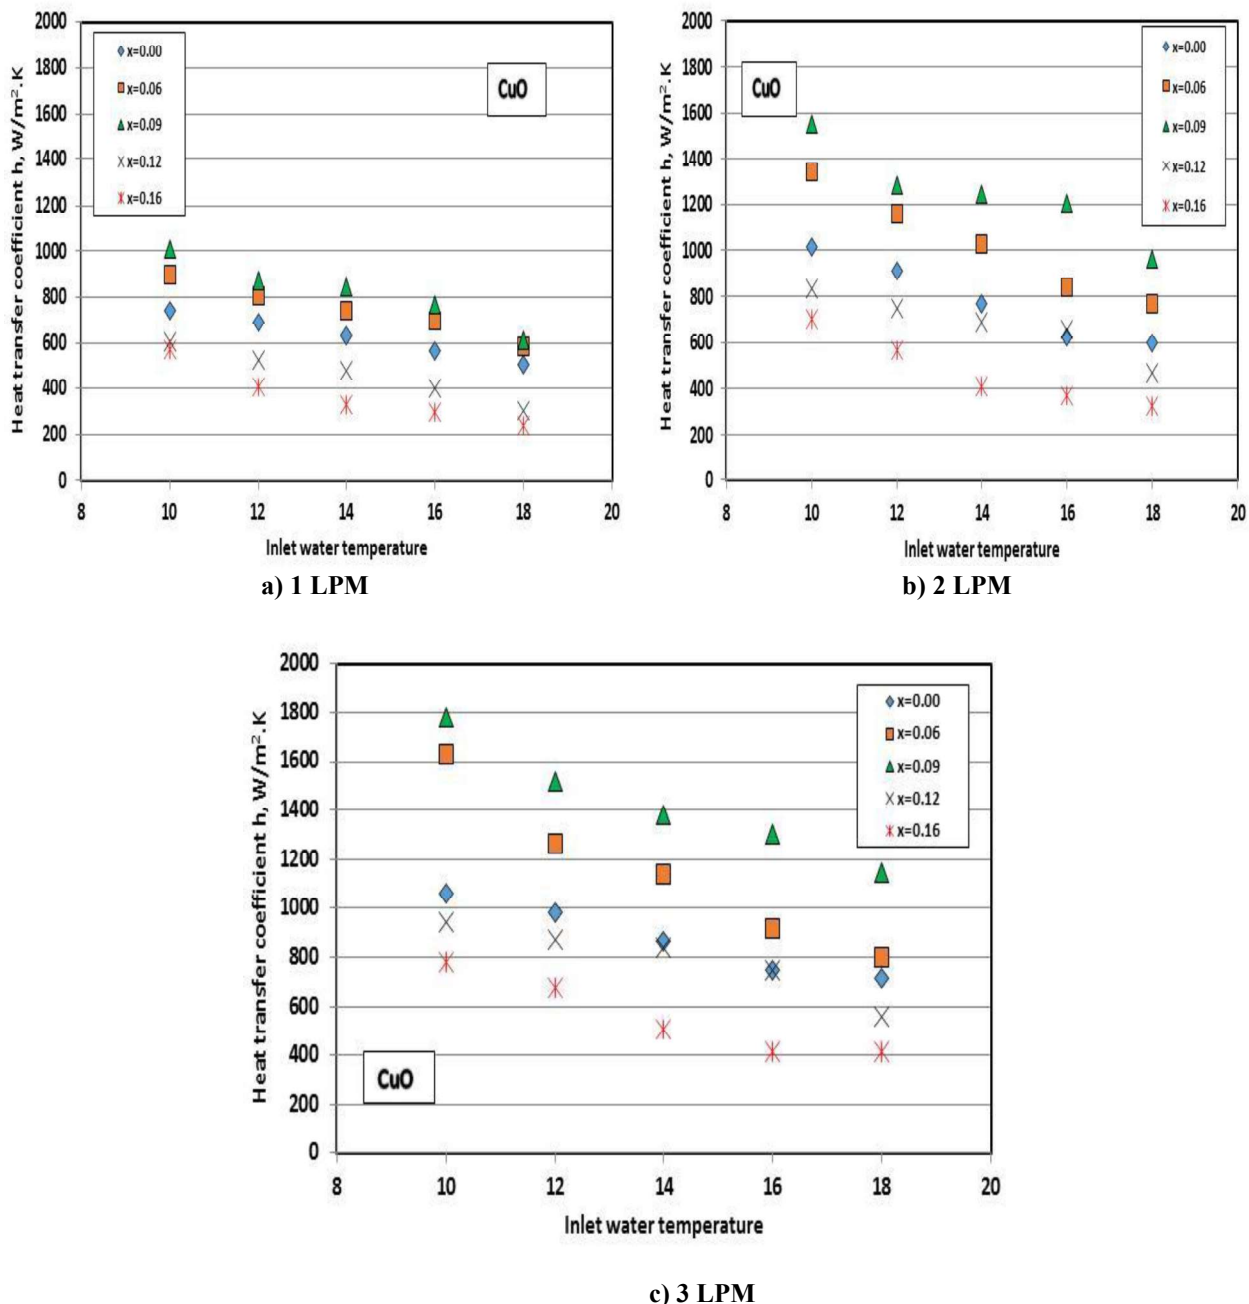 Heat transfer coefficient h, W/m².K
2000
1800
1600
1400
1200
1000
800
600
400
200
0
x=0.00
x=0.06
x=0.09
x=0.12
x=0.16
CuO
8 10 12 14 16 18 20
Inlet water temperature
a) 1 LPM
Heat transfer coefficient h, W/m².K
2000
1800
1600
1400
1200
1000
800
600
400
200
0
CuO
x=0.00
x=0.06
x=0.09
x=0.12
x=0.16
8 10 12 14 16 18 20
Inlet water temperature
b) 2 LPM
Heat transfer coefficient h, W/m².K
2000
1800
1600
1400
1200
1000
800
600
400
200
0
x=0.00
x=0.06
x=0.09
x=0.12
x=0.16
CuO
8 10 12 14 16 18 20
Inlet water temperature
c) 3 LPM